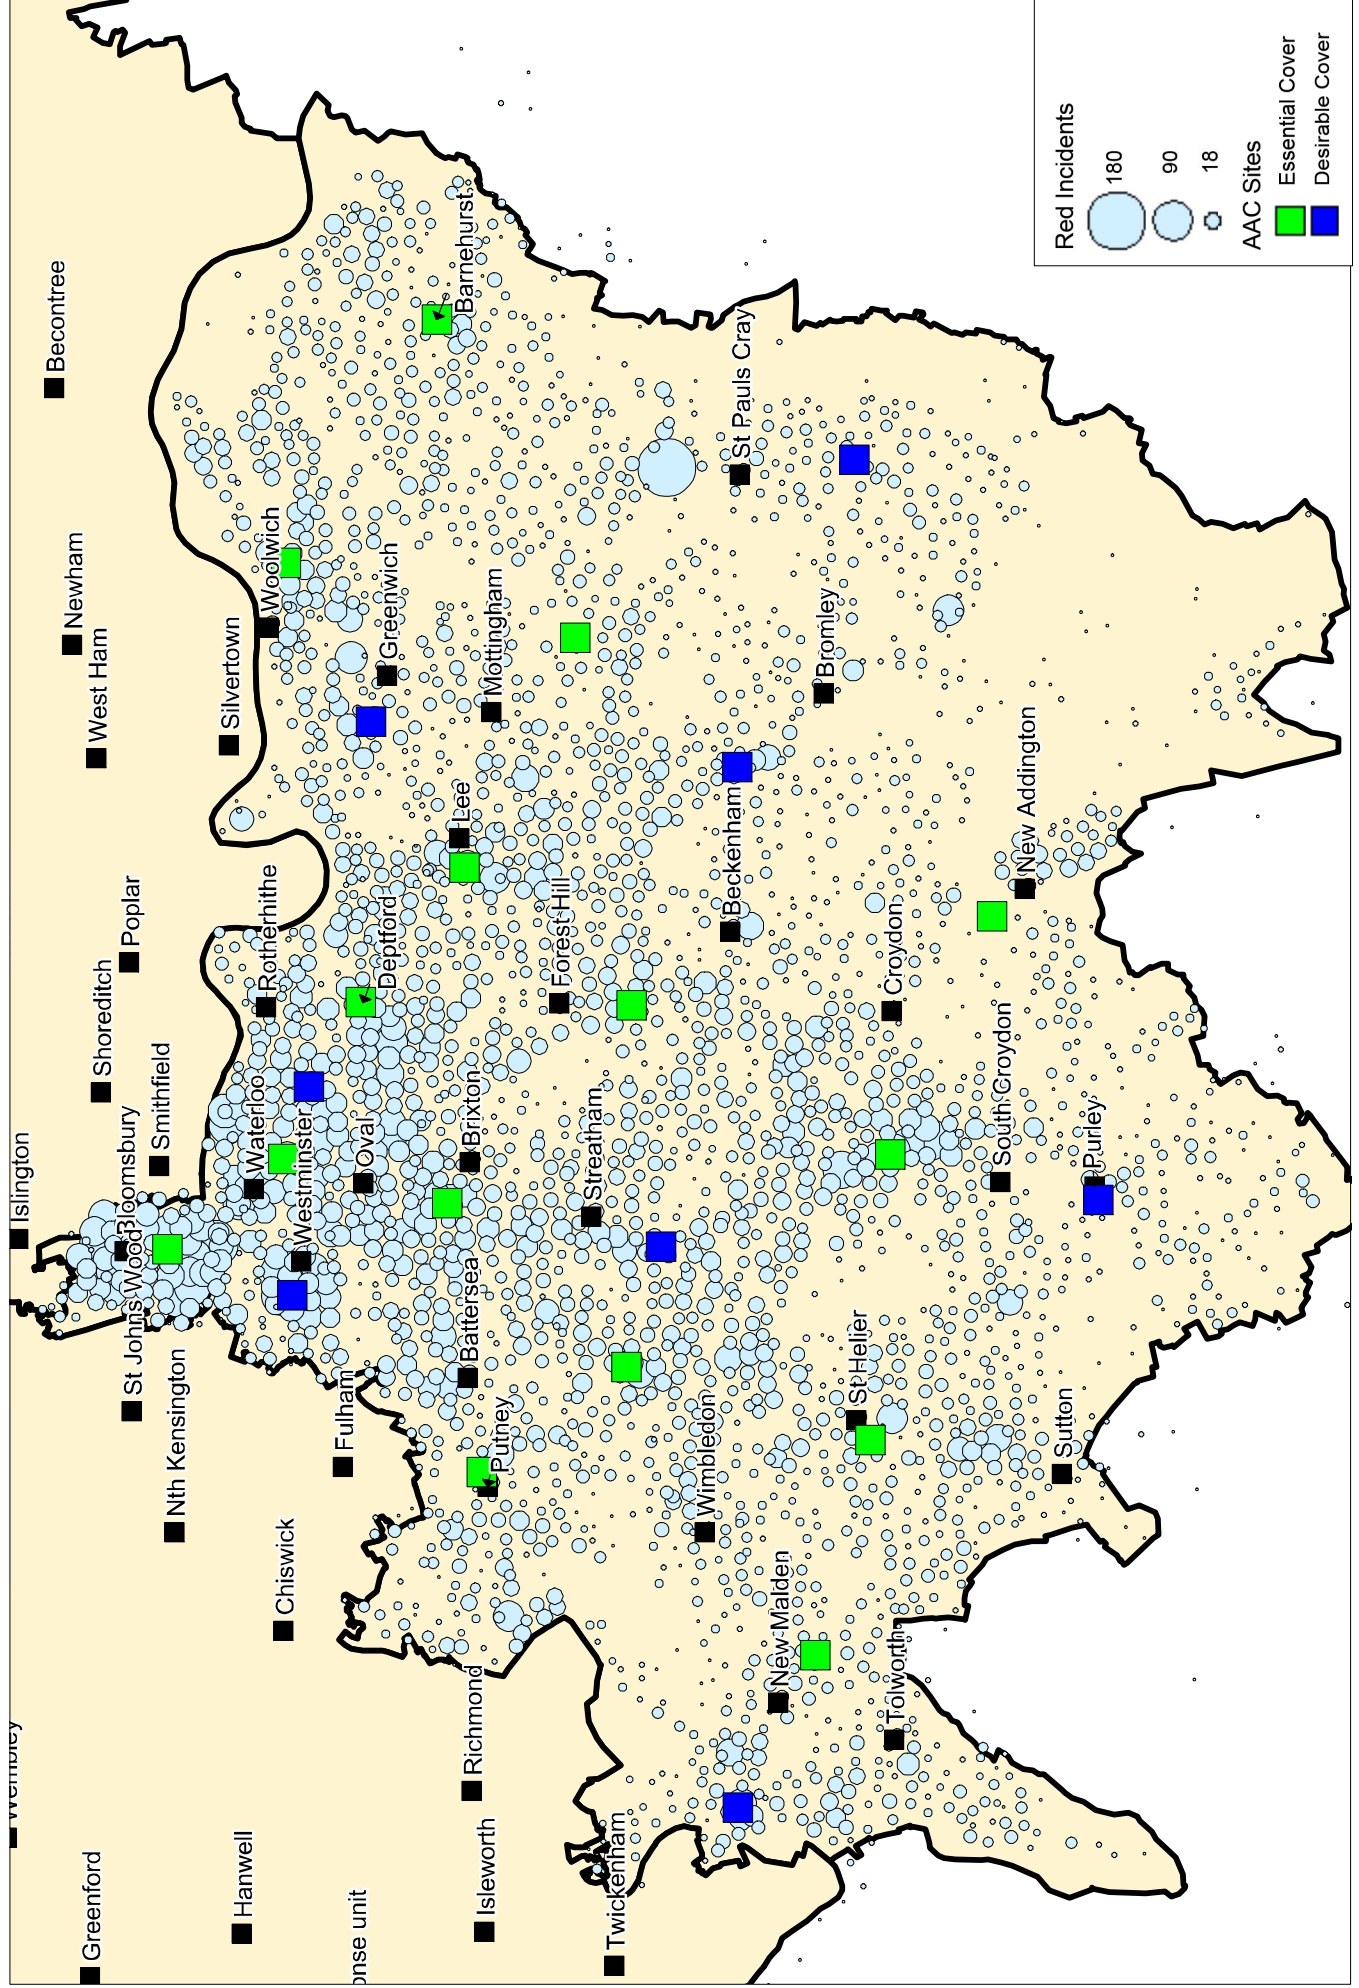 Wembley
Greenford
Hanwell
onse unit
Isleworth
Twickenham
Richmond
Chiswick
Nth Kensington
St Johns Wood
Fulham
Putney
Battersea
Wimbledon
New Malden
Tolworth
Sutton
St Helier
Islington
Bloomsbury
Smithfield
Shoreditch
Poplar
Waterloo
Westminster
Oval
Brixton
Streatham
Rotherhithe
Deptford
Forest Hill
Lee
Beckenham
Croydon
South Croydon
Purley
New Addington
Bromley
West Ham
Newham
Silvertown
Woolwich
Greenwich
Mottingham
St Pauls Cray
Becontree
Barnehurst
Red Incidents
180
90
18
AAC Sites
Essential Cover
Desirable Cover